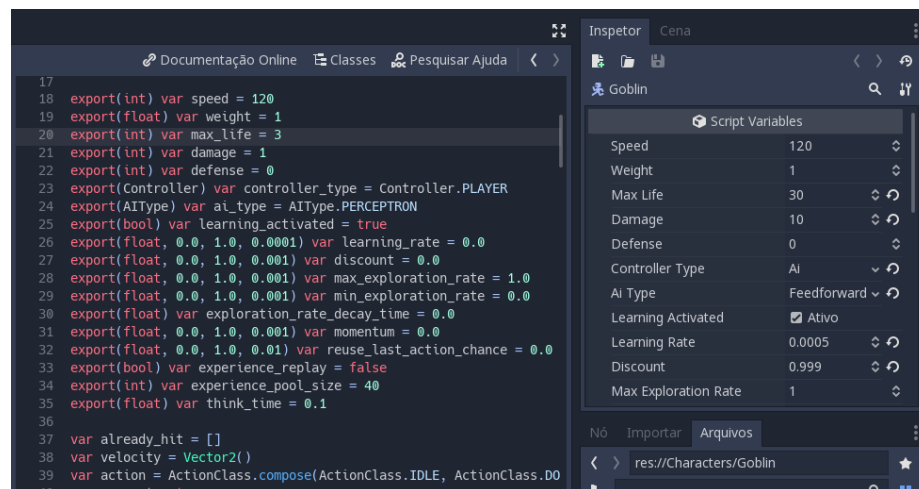 Documentação Online Classes Pesquisar Ajuda
17
18 export(int) var speed = 120
19 export(float) var weight = 1
20 export(int) var max_life = 3
21 export(int) var damage = 1
22 export(int) var defense = 0
23 export(Controller) var controller_type = Controller.PLAYER
24 export(AIType) var ai_type = AIType.PERCEPTRON
25 export(bool) var learning_activated = true
26 export(float, 0.0, 1.0, 0.0001) var learning_rate = 0.0
27 export(float, 0.0, 1.0, 0.001) var discount = 0.0
28 export(float, 0.0, 1.0, 0.001) var max_exploration_rate = 1.0
29 export(float, 0.0, 1.0, 0.001) var min_exploration_rate = 0.0
30 export(float) var exploration_rate_decay_time = 0.0
31 export(float, 0.0, 1.0, 0.001) var momentum = 0.0
32 export(float, 0.0, 1.0, 0.01) var reuse_last_action_chance = 0.0
33 export(bool) var experience_replay = false
34 export(int) var experience_pool_size = 40
35 export(float) var think_time = 0.1
36
37 var already_hit = []
38 var velocity = Vector2()
39 var action = ActionClass.compose(ActionClass.IDLE, ActionClass.DO
Inspetor Cena
Goblin
Script Variables
Speed 120
Weight 1
Max Life 30
Damage 10
Defense 0
Controller Type Ai
Ai Type Feedforward
Learning Activated Ativo
Learning Rate 0.0005
Discount 0.999
Max Exploration Rate 1
Nó Importar Arquivos
res://Characters/Goblin